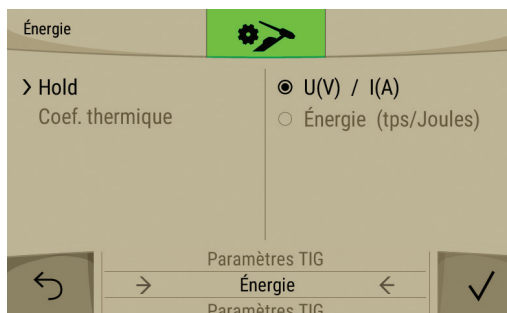 Énergie
> Hold
Coef. thermique
U(V) / I(A)
Énergie (tps/Joules)
Paramètres TIG
Énergie
Paramètres TIG